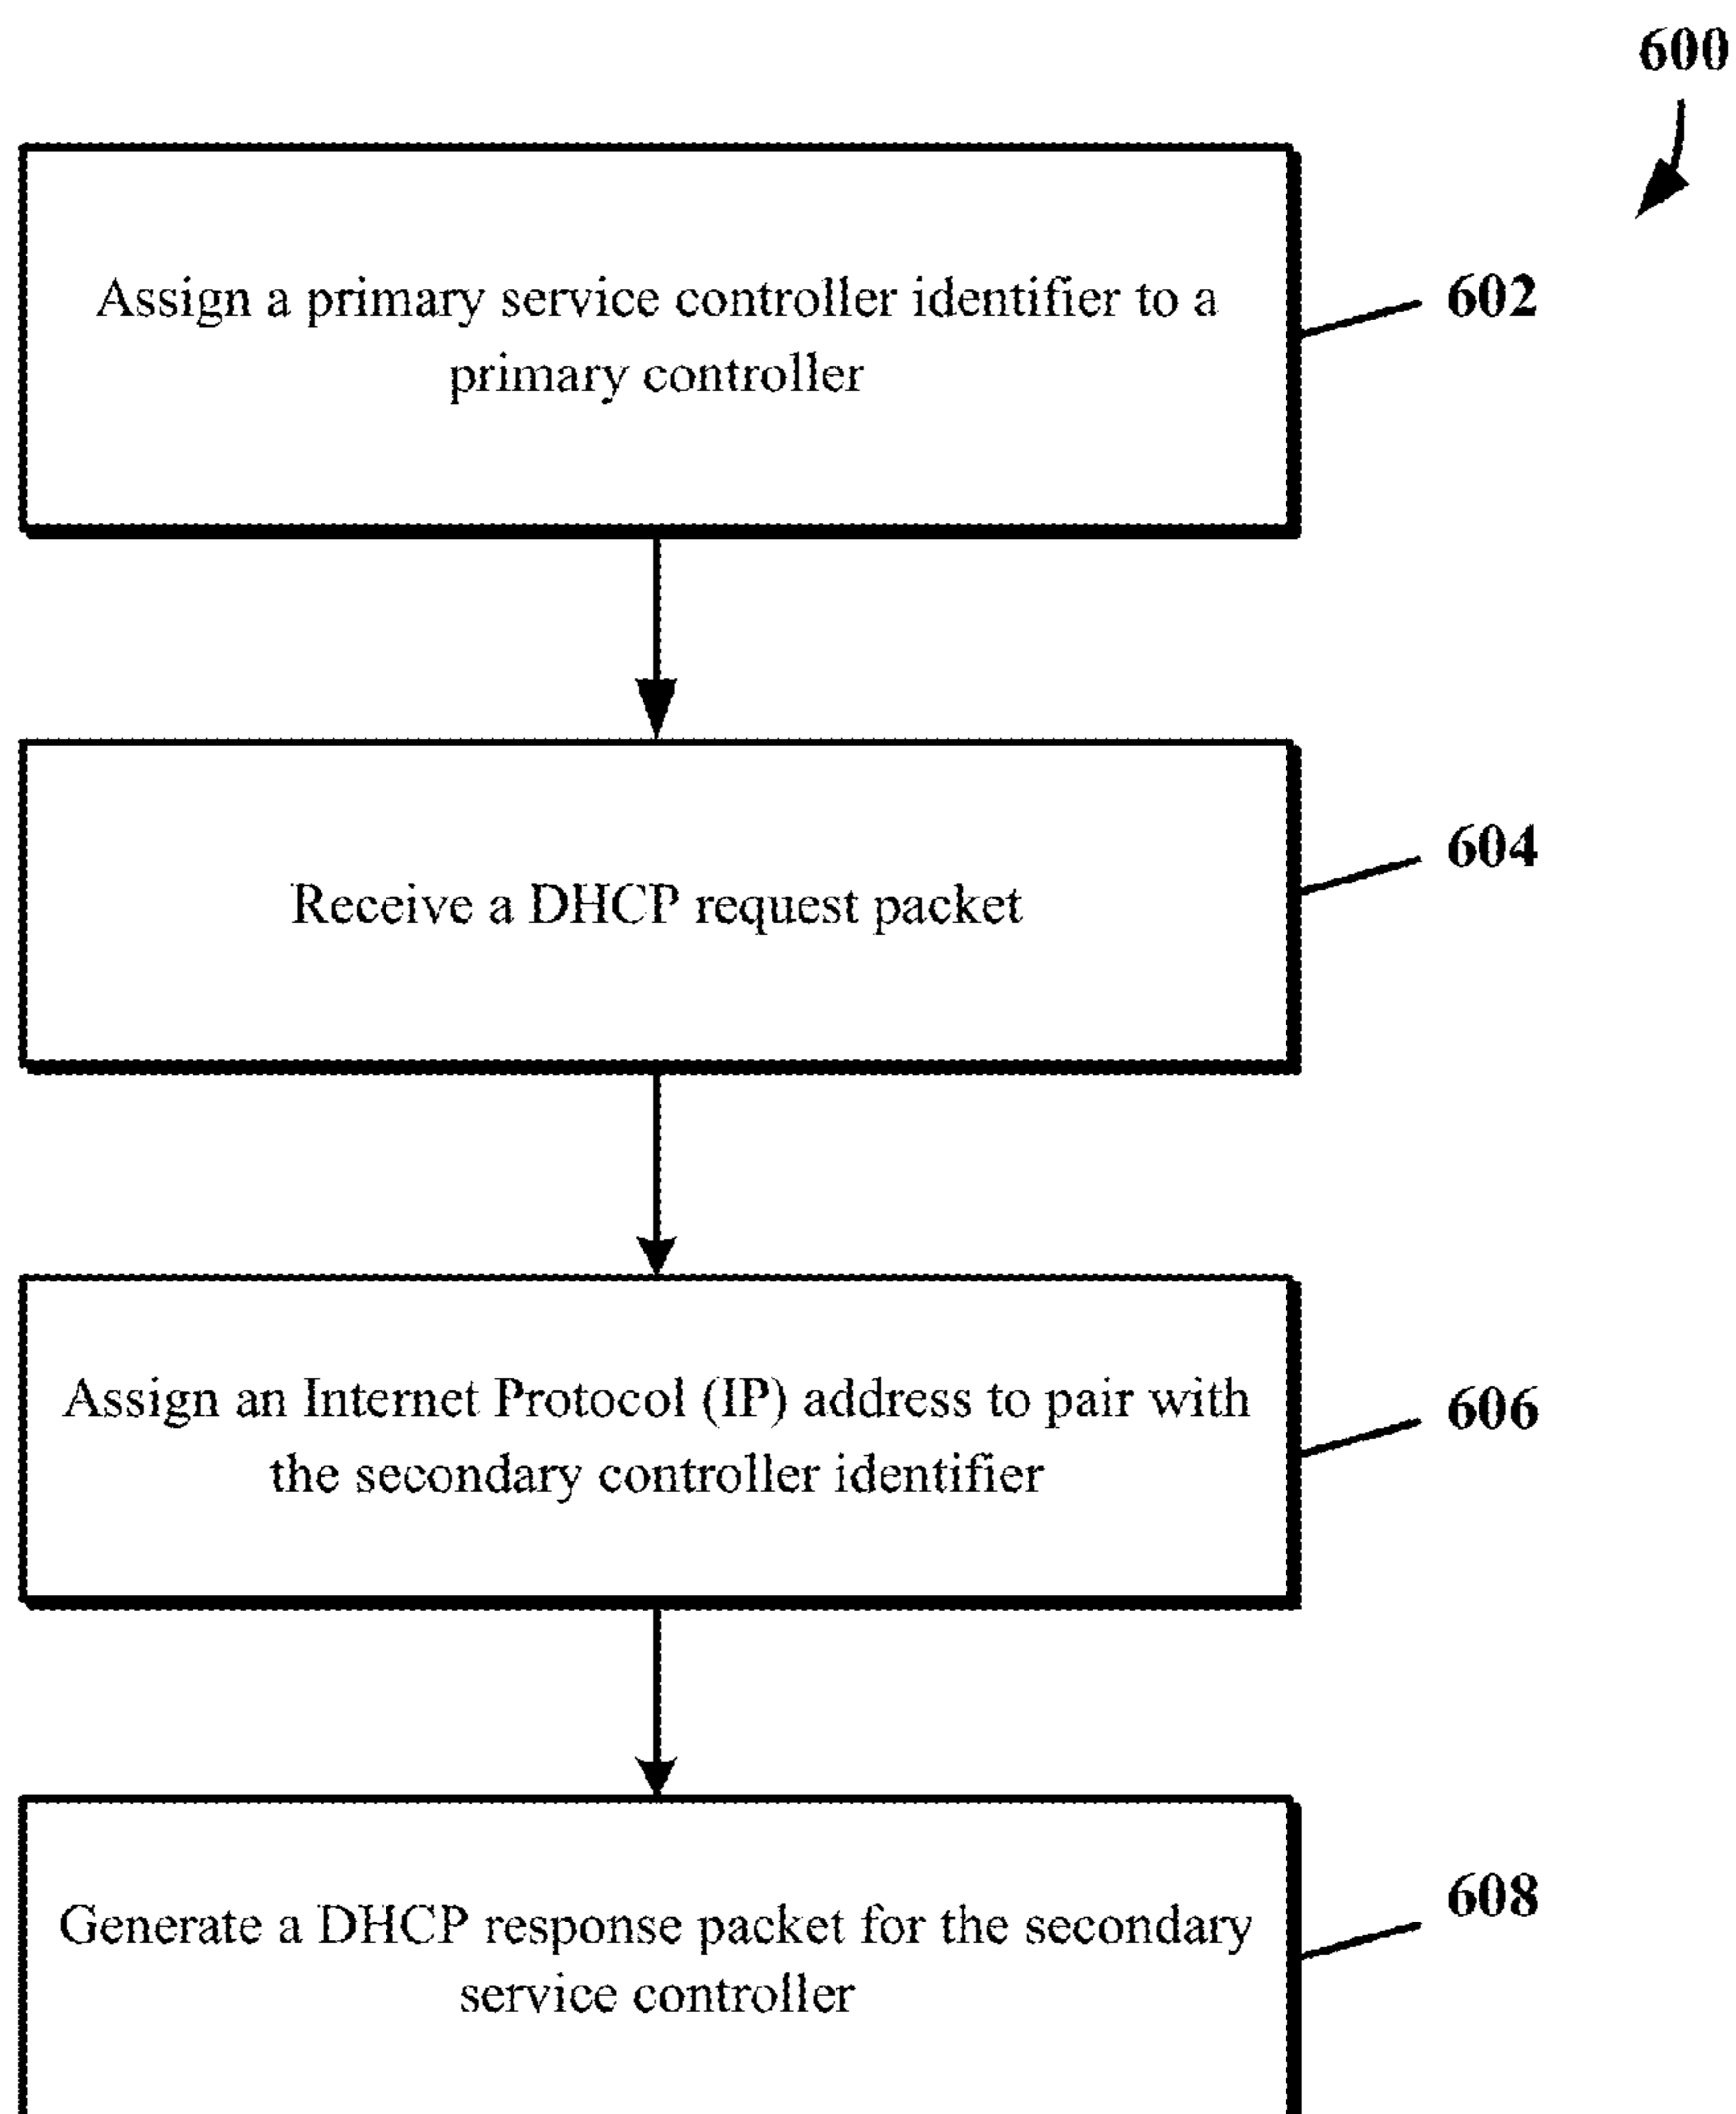 600
Assign a primary service controller identifier to a
primary controller
602
Receive a DHCP request packet
604
Assign an Internet Protocol (IP) address to pair with
the secondary controller identifier
606
Generate a DHCP response packet for the secondary
service controller
608